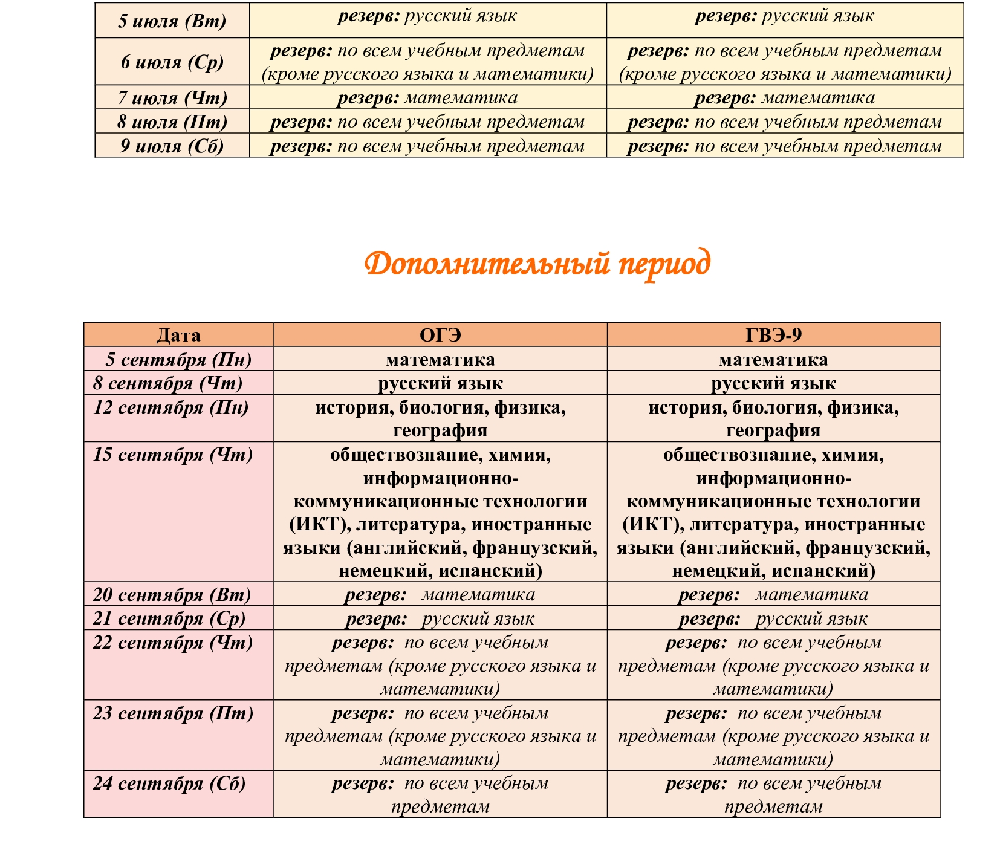 5 июля (Вт) резерв: русский язык резерв: русский язык
резерв: по всем учебным предметам резерв: по всем учебным предметам
6 июля (Ср)
(кроме русского языка и математики) (кроме русского языка и математики)
7 июля (Чт) резерв: математика резерв: математика
8 июля (Пт) резерв: по всем учебным предметам резерв: по всем учебным предметам
9 июля (Сб) резерв: по всем учебным предметам резерв: по всем учебным предметам
Дополнительный период
Дата ОГЭ ГВЭ-9
5 сентября (Пн) математика математика
8 сентября (Чт) русский язык русский язык
12 сентября (Пн) история, биология, физика, история, биология, физика,
география география
15 сентября (Чт) обществознание, химия, обществознание, химия,
информационно- информационно-
коммуникационные технологии коммуникационные технологии
(ИКТ), литература, иностранные (ИКТ), литература, иностранные
языки (английский, французский, языки (английский, французский,
немецкий, испанский) немецкий, испанский)
20 сентября (Вт) резерв: математика резерв: математика
21 сентября (Ср) резерв: русский язык резерв: русский язык
22 сентября (Чт) резерв: по всем учебным резерв: по всем учебным
предметам (кроме русского языка и предметам (кроме русского языка и
математики) математики)
23 сентября (Пт) резерв: по всем учебным резерв: по всем учебным
предметам (кроме русского языка и предметам (кроме русского языка и
математики) математики)
24 сентября (Сб) резерв: по всем учебным резерв: по всем учебным
предметам предметам